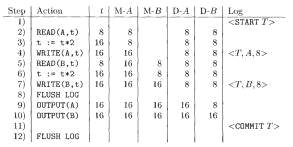 Step Action t M-A M-B D-A D-B Log
1) <START T>
2) READ(A,t) 8 8 8 8
3) t := t*2 16 8 8 8
4) WRITE(A,t) 16 16 8 8 <T,A,8>
5) READ(B,t) 8 16 8 8 8
6) t := t*2 16 16 8 8 8
7) WRITE(B,t) 16 16 16 8 8 <T,B,8>
8) FLUSH LOG
9) OUTPUT(A) 16 16 16 16 8
10) OUTPUT(B) 16 16 16 16 16
11) <COMMIT T>
12) FLUSH LOG